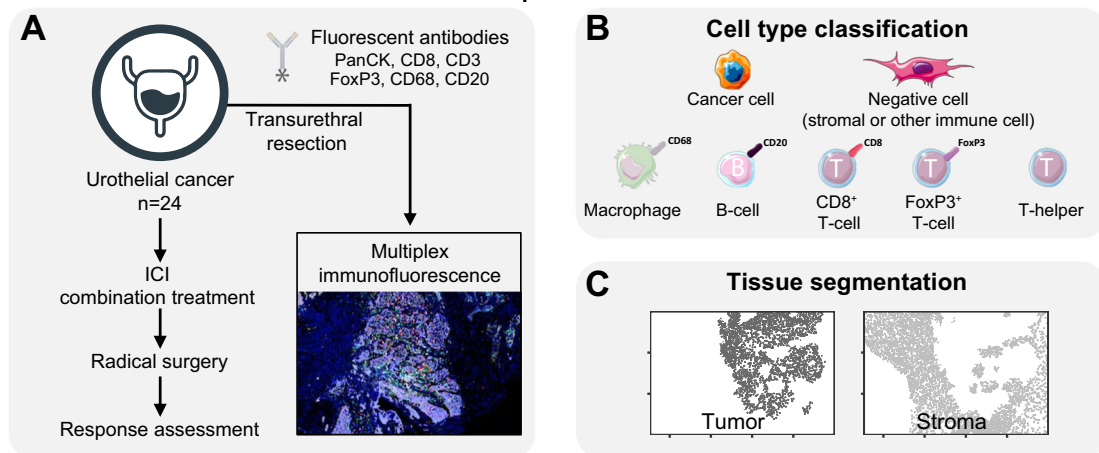 A
Fluorescent antibodies
PanCK, CD8, CD3
FoxP3, CD68, CD20
Transurethral
resection
Urothelial cancer
n=24
ICI
combination treatment
Radical surgery
Response assessment
Multiplex
immunofluorescence
B
Cell type classification
Cancer cell
Negative cell
(stromal or other immune cell)
CD68
CD20
CD8
FoxP3
B
T
T
T
Macrophage
B-cell
CD8⁺
T-cell
FoxP3⁺
T-cell
T-helper
C
Tissue segmentation
Tumor
Stroma